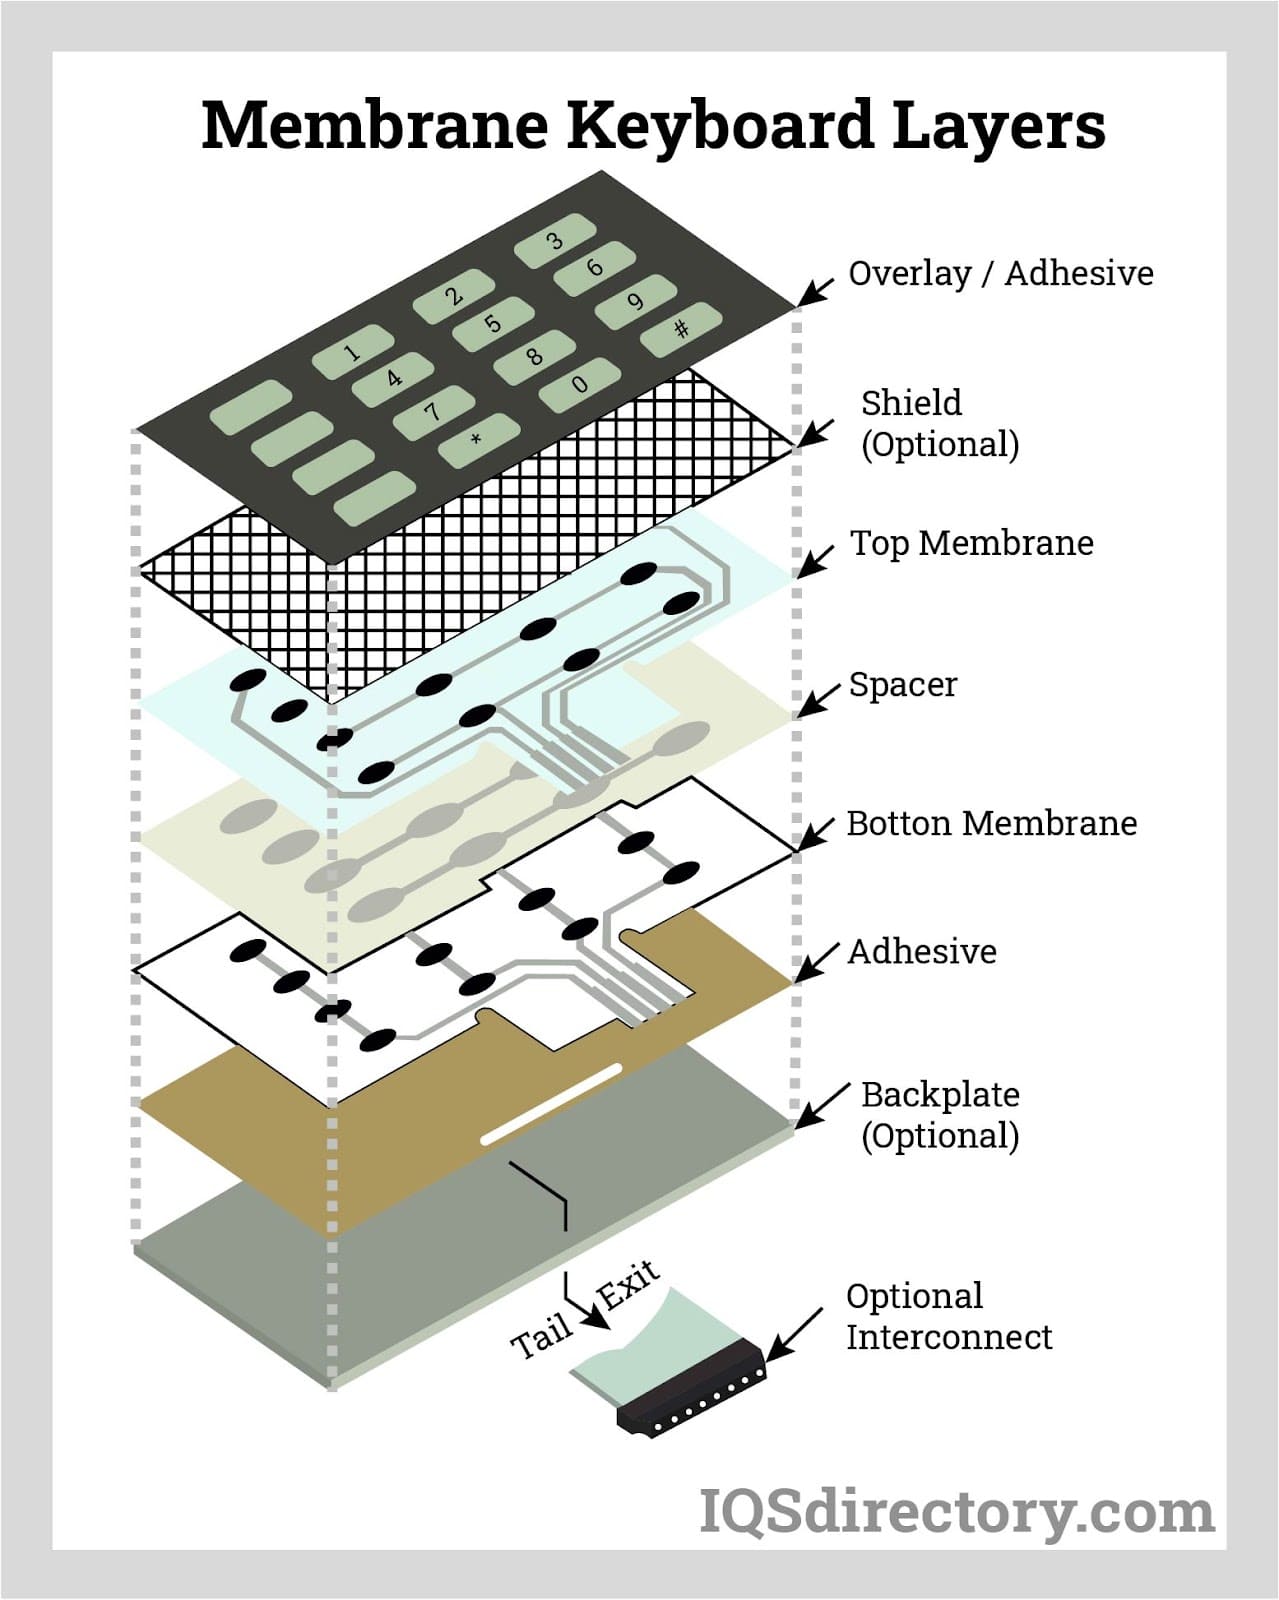 Membrane Keyboard Layers
3
6
9
#
2
5
8
0
1
4
7
*
Overlay / Adhesive
Shield
(Optional)
Top Membrane
Spacer
Botton Membrane
Adhesive
Backplate
(Optional)
Tail Exit
Optional
Interconnect
IQSdirectory.com